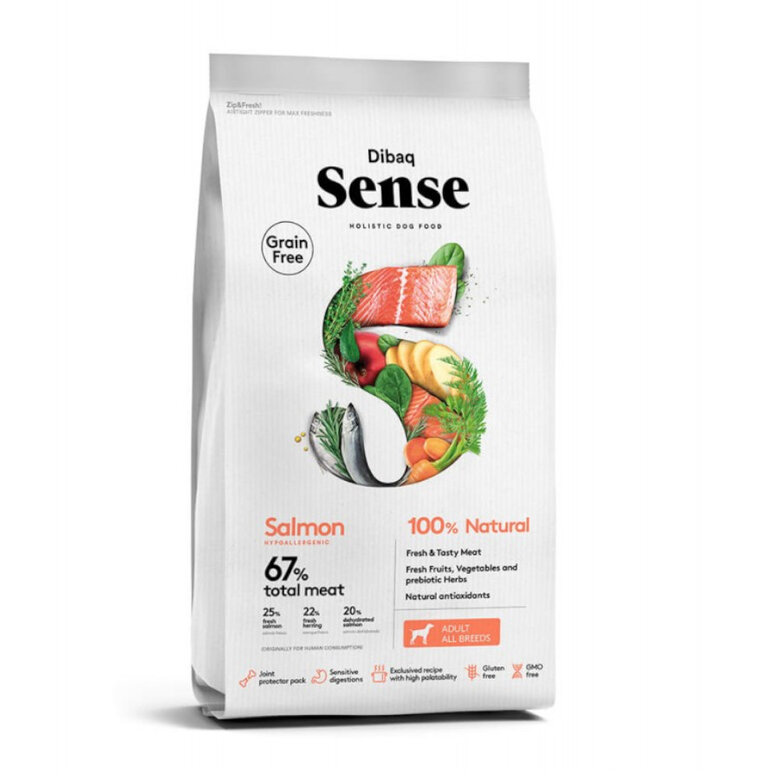 Zip&Fresh!
AIRTIGHT ZIPPER FOR MAX FRESHNESS
Dibaq
Sense
HOLISTIC DOG FOOD
Grain
Free
Salmon
HYPOALLERGENIC
67%
total meat
25%
fresh
salmon
22%
fresh
herring
20%
dehydrated
salmon
(ORIGINALLY FOR HUMAN CONSUMPTION)
100% Natural
Fresh & Tasty Meat
Fresh Fruits, Vegetables and
prebiotic Herbs
Natural antioxidants
ADULT
ALL BREEDS
Joint
protector pack
Sensitive
digestions
Exclusived recipe
with high palatability
Gluten
free
GMO
free